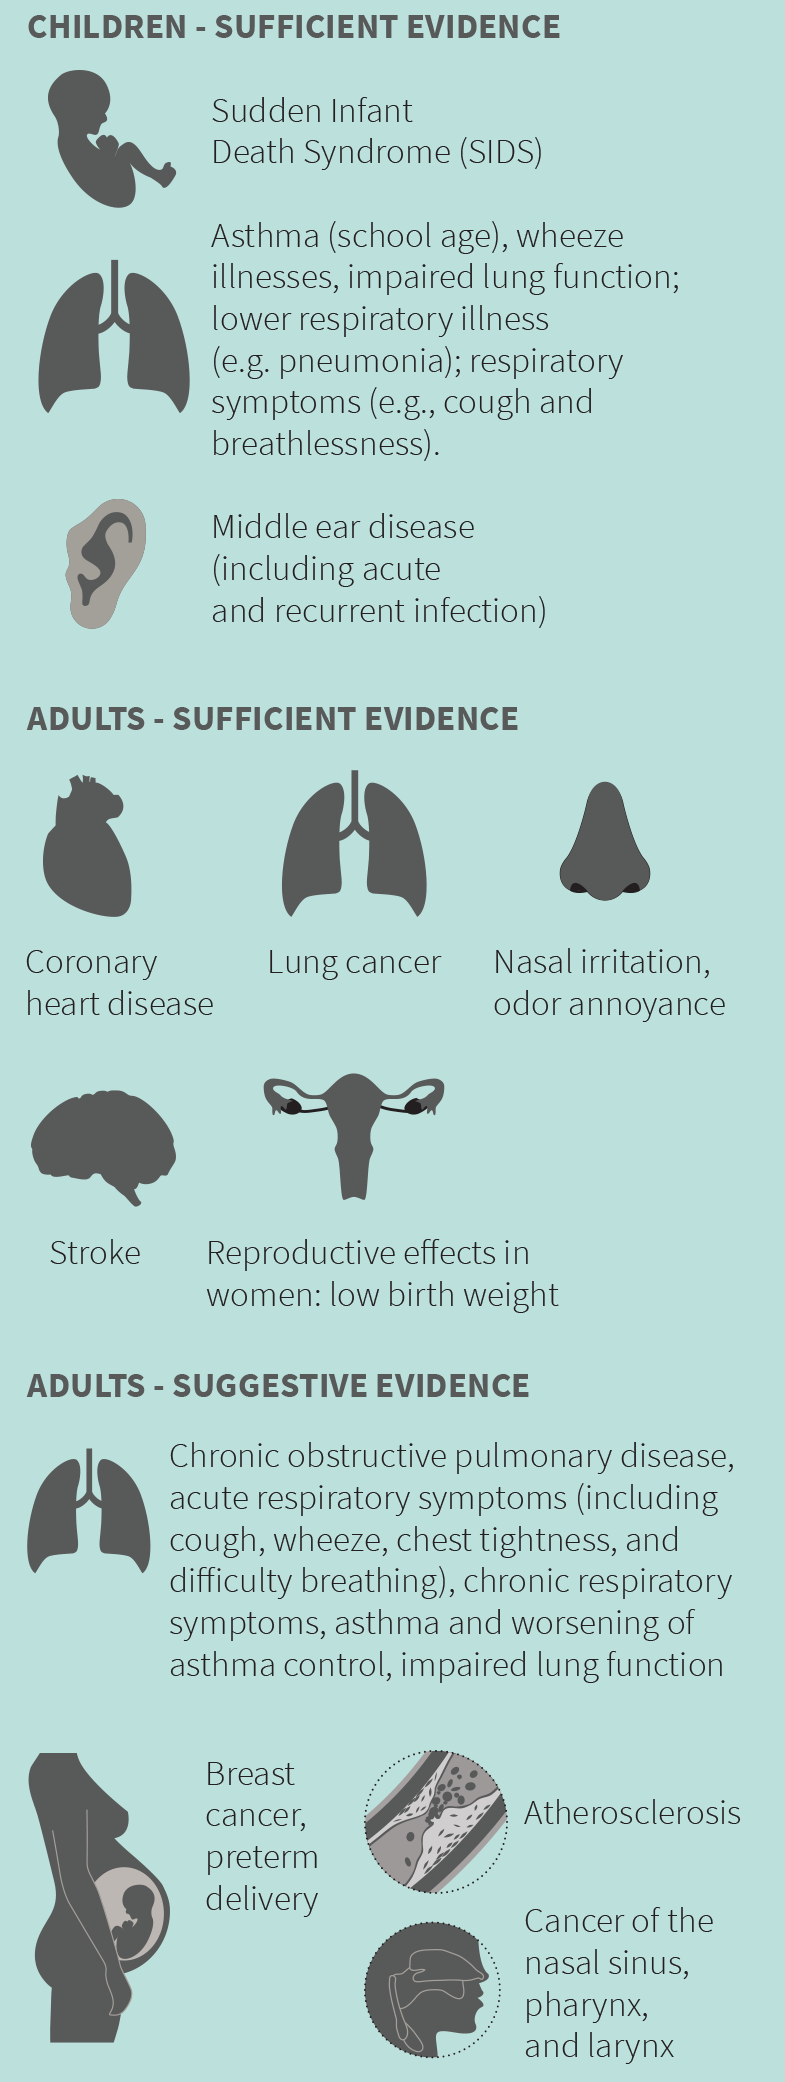 CHILDREN - SUFFICIENT EVIDENCE
Sudden Infant
Death Syndrome (SIDS)
Asthma (school age), wheeze
illnesses, impaired lung function;
lower respiratory illness
(e.g. pneumonia); respiratory
symptoms (e.g., cough and
breathlessness).
Middle ear disease
(including acute
and recurrent infection)
ADULTS - SUFFICIENT EVIDENCE
Coronary
heart disease
Lung cancer
Nasal irritation,
odor annoyance
Stroke
Reproductive effects in
women: low birth weight
ADULTS - SUGGESTIVE EVIDENCE
Chronic obstructive pulmonary disease,
acute respiratory symptoms (including
cough, wheeze, chest tightness, and
difficulty breathing), chronic respiratory
symptoms, asthma and worsening of
asthma control, impaired lung function
Breast
cancer,
preterm
delivery
Atherosclerosis
Cancer of the
nasal sinus,
pharynx,
and larynx